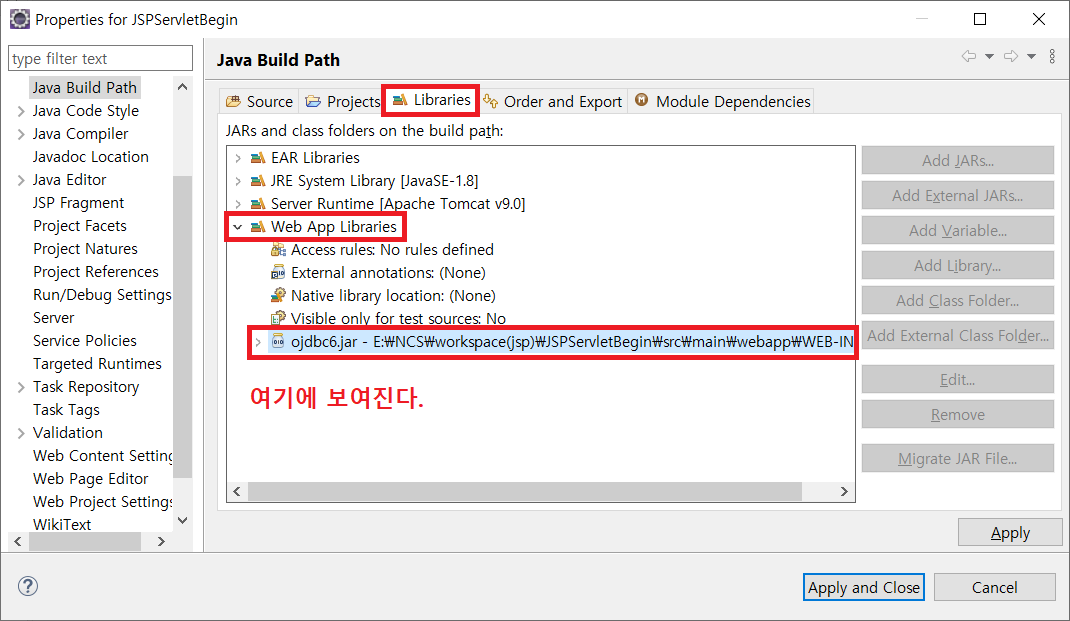 Properties for JSPServletBegin
type filter text
Java Build Path
Java Code Style
Java Compiler
Javadoc Location
Java Editor
JSP Fragment
Project Facets
Project Natures
Project References
Run/Debug Settings
Server
Service Policies
Targeted Runtimes
Task Repository
Task Tags
Validation
Web Content Setting
Web Page Editor
Web Project Settings
WikiText
Java Build Path
Source Projects Libraries Order and Export Module Dependencies
JARs and class folders on the build path:
EAR Libraries
JRE System Library [JavaSE-1.8]
Server Runtime [Apache Tomcat v9.0]
Web App Libraries
Access rules: No rules defined
External annotations: (None)
Native library location: (None)
Visible only for test sources: No
ojdbc6.jar - E:₩NCS₩workspace(jsp)₩JSPServletBegin₩src₩main₩webapp₩WEB-IN
여기에 보여진다.
Add JARs...
Add External JARs...
Add Variable...
Add Library...
Add Class Folder...
Add External Class Folder...
Edit...
Remove
Migrate JAR File...
Apply
Apply and Close
Cancel